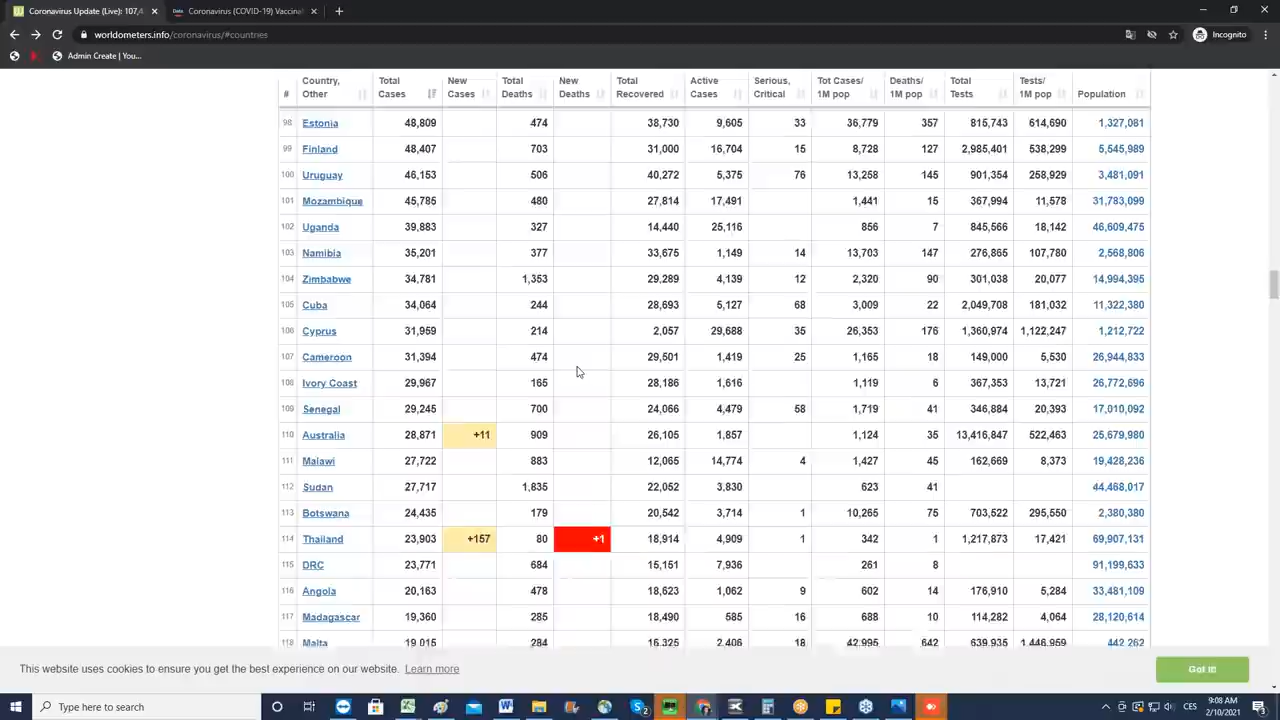 Coronavirus Update (Live): 107,4
Coronavirus (COVID-19) Vaccinat
worldometers.info/coronavirus/#countries
Incognito
Admin Create | You...
# Country, Other Total Cases New Cases Total Deaths New Deaths Total Recovered Active Cases Serious, Critical Tot Cases/ 1M pop Deaths/ 1M pop Total Tests Tests/ 1M pop Population
98 Estonia 48,809 474 38,730 9,605 33 36,779 357 815,743 614,690 1,327,081
99 Finland 48,407 703 31,000 16,704 15 8,728 127 2,985,401 538,299 5,545,989
100 Uruguay 46,153 506 40,272 5,375 76 13,258 145 901,354 258,929 3,481,091
101 Mozambique 45,785 480 27,814 17,491 1,441 15 367,994 11,578 31,783,099
102 Uganda 39,883 327 14,440 25,116 856 7 845,566 18,142 46,609,475
103 Namibia 35,201 377 33,675 1,149 14 13,703 147 276,865 107,780 2,568,806
104 Zimbabwe 34,781 1,353 29,289 4,139 12 2,320 90 301,038 20,077 14,994,395
105 Cuba 34,064 244 28,693 5,127 68 3,009 22 2,049,708 181,032 11,322,380
106 Cyprus 31,959 214 2,057 29,688 35 26,353 176 1,360,974 1,122,247 1,212,722
107 Cameroon 31,394 474 29,501 1,419 25 1,165 18 149,000 5,530 26,944,833
108 Ivory Coast 29,967 165 28,186 1,616 1,119 6 367,353 13,721 26,772,696
109 Senegal 29,245 700 24,066 4,479 58 1,719 41 346,884 20,393 17,010,092
110 Australia 28,871 +11 909 26,105 1,857 1,124 35 13,416,847 522,463 25,679,980
111 Malawi 27,722 883 12,065 14,774 4 1,427 45 162,669 8,373 19,428,236
112 Sudan 27,717 1,835 22,052 3,830 623 41 44,468,017
113 Botswana 24,435 179 20,542 3,714 1 10,265 75 703,522 295,550 2,380,380
114 Thailand 23,903 +157 80 +1 18,914 4,909 1 342 1 1,217,873 17,421 69,907,131
115 DRC 23,771 684 15,151 7,936 261 8 91,199,633
116 Angola 20,163 478 18,623 1,062 9 602 14 176,910 5,284 33,481,109
117 Madagascar 19,360 285 18,490 585 16 688 10 114,282 4,064 28,120,614
118 Malta 19,015 284 16,325 2,406 18 42,995 642 639,935 1,446,959 442,262
This website uses cookies to ensure you get the best experience on our website. Learn more
Got it!
Type here to search
CES
9:08 AM
2/10/2021